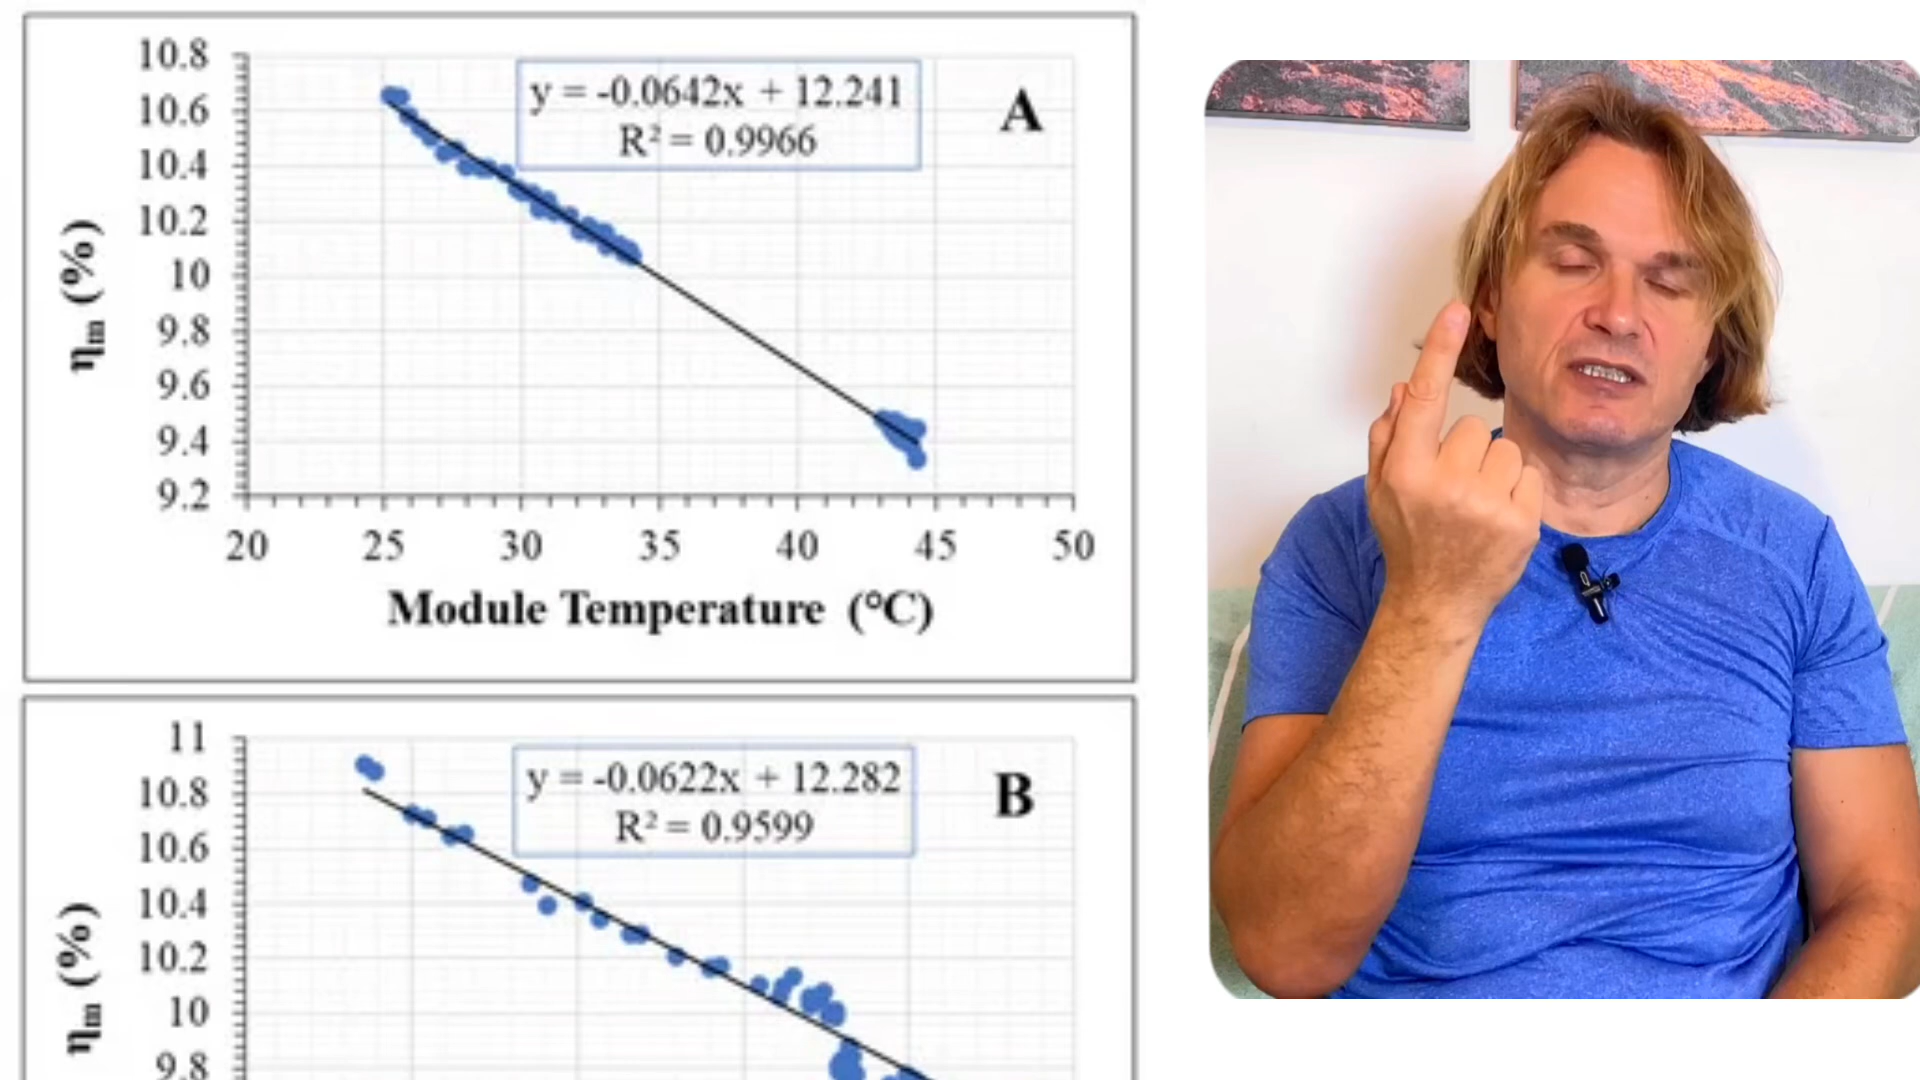 10.8
10.6
10.4
10.2
10
9.8
9.6
9.4
9.2
ηm (%)
y = -0.0642x + 12.241
R² = 0.9966
A
20 25 30 35 40 45 50
Module Temperature (°C)
11
10.8
10.6
10.4
10.2
10
9.8
ηm (%)
y = -0.0622x + 12.282
R² = 0.9599
B